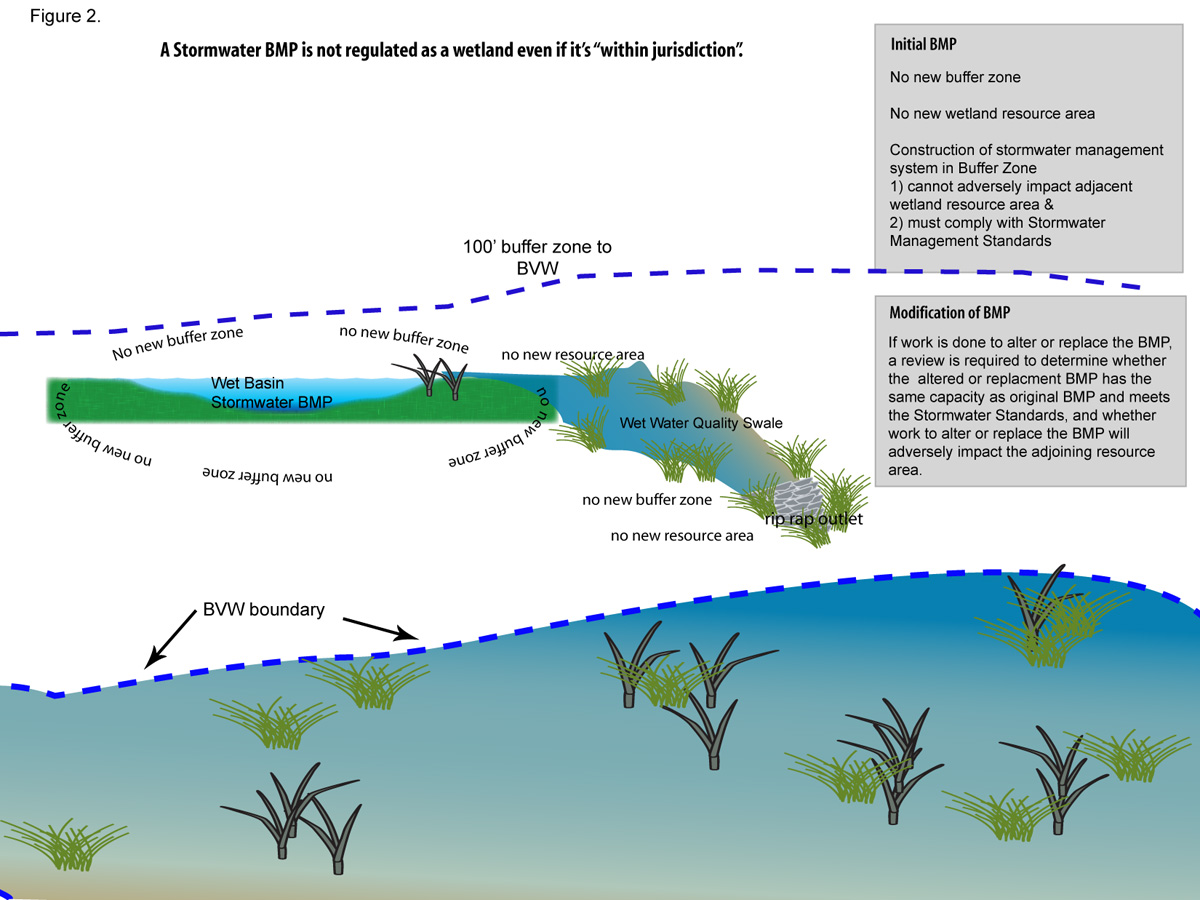 Figure 2.
A Stormwater BMP is not regulated as a wetland even if it's “within jurisdiction”.
Initial BMP
No new buffer zone
No new wetland resource area
Construction of stormwater management
system in Buffer Zone
1) cannot adversely impact adjacent
wetland resource area &
2) must comply with Stormwater
Management Standards
100’ buffer zone to
BVW
Modification of BMP
If work is done to alter or replace the BMP,
a review is required to determine whether
the altered or replacment BMP has the
same capacity as original BMP and meets
the Stormwater Standards, and whether
work to alter or replace the BMP will
adversely impact the adjoining resource
area.
No new buffer zone
no new buffer zone
no new resource area
Wet Basin
Stormwater BMP
no new buffer zone
no new buffer zone
no new buffer zone
Wet Water Quality Swale
no new buffer zone
rip rap outlet
no new resource area
BVW boundary